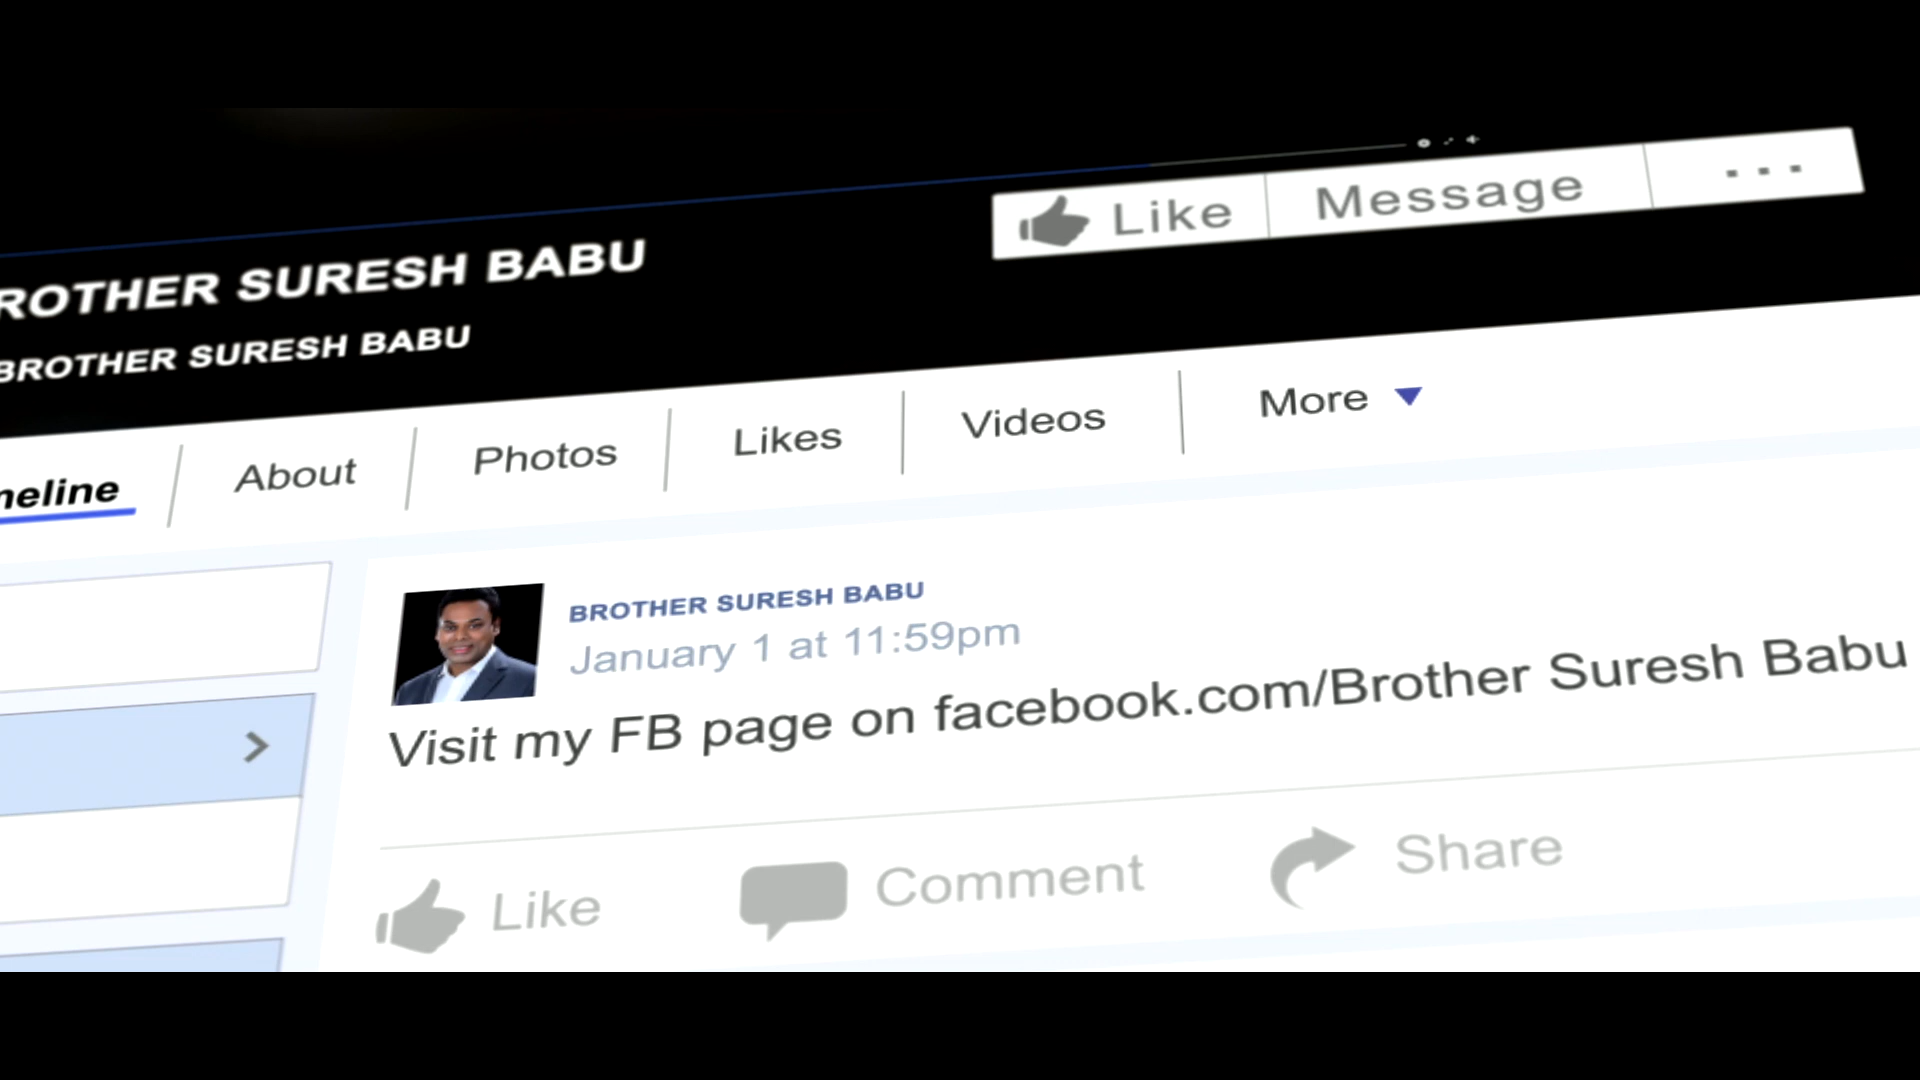 Like Message ...
ROTHER SURESH BABU
BROTHER SURESH BABU
meline About Photos Likes Videos More
BROTHER SURESH BABU
January 1 at 11:59pm
Visit my FB page on facebook.com/Brother Suresh Babu
Like Comment Share